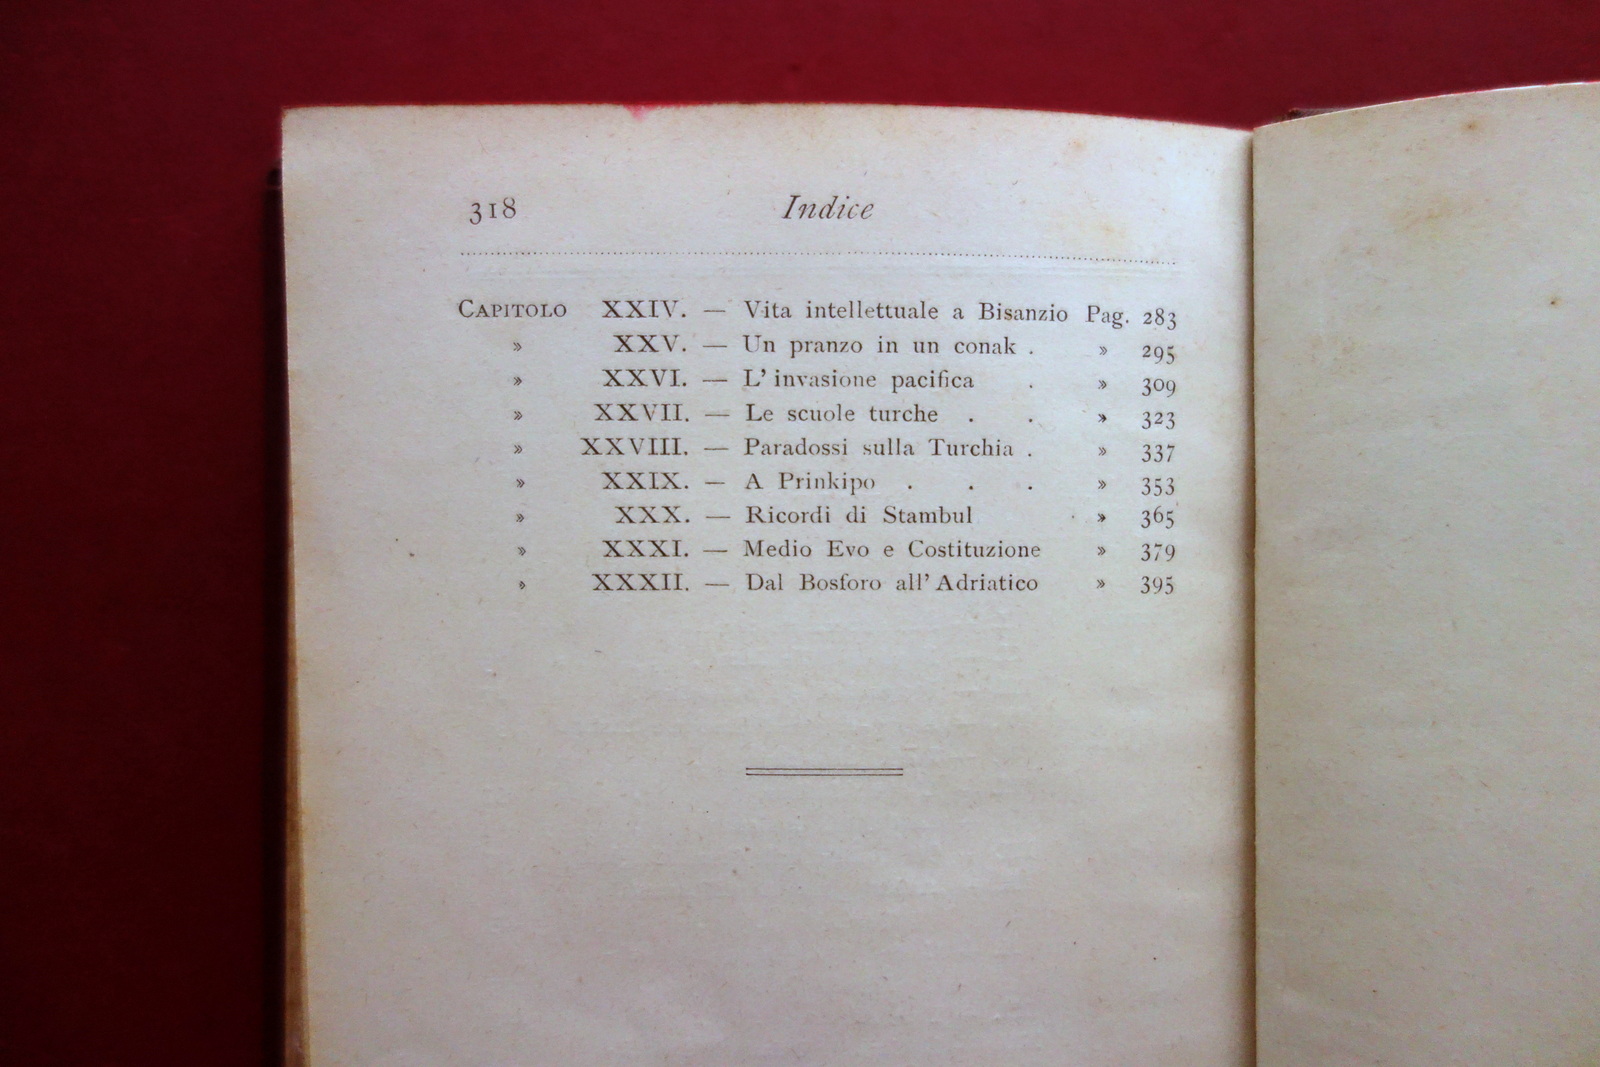 318 Indice
CAPITOLO XXIV. — Vita intellettuale a Bisanzio Pag. 283
» XXV. — Un pranzo in un conak . » 295
» XXVI. — L' invasione pacifica . » 309
» XXVII. — Le scuole turche . . » 323
» XXVIII. — Paradossi sulla Turchia . » 337
» XXIX. — A Prinkipo . . . » 353
» XXX. — Ricordi di Stambul . » 365
» XXXI. — Medio Evo e Costituzione » 379
» XXXII. — Dal Bosforo all' Adriatico » 395